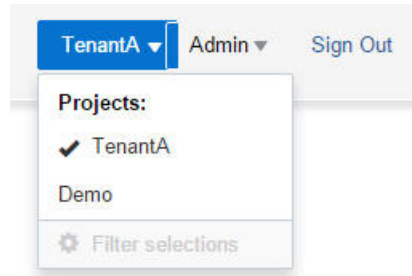 TenantA Admin Sign Out
Projects:
TenantA
Demo
Filter selections